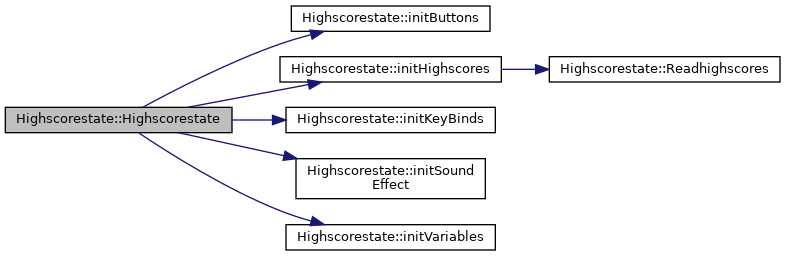 Highscorestate::initButtons
Highscorestate::initHighscores
Highscorestate::Readhighscores
Highscorestate::Highscorestate
Highscorestate::initKeyBinds
Highscorestate::initSound
Effect
Highscorestate::initVariables